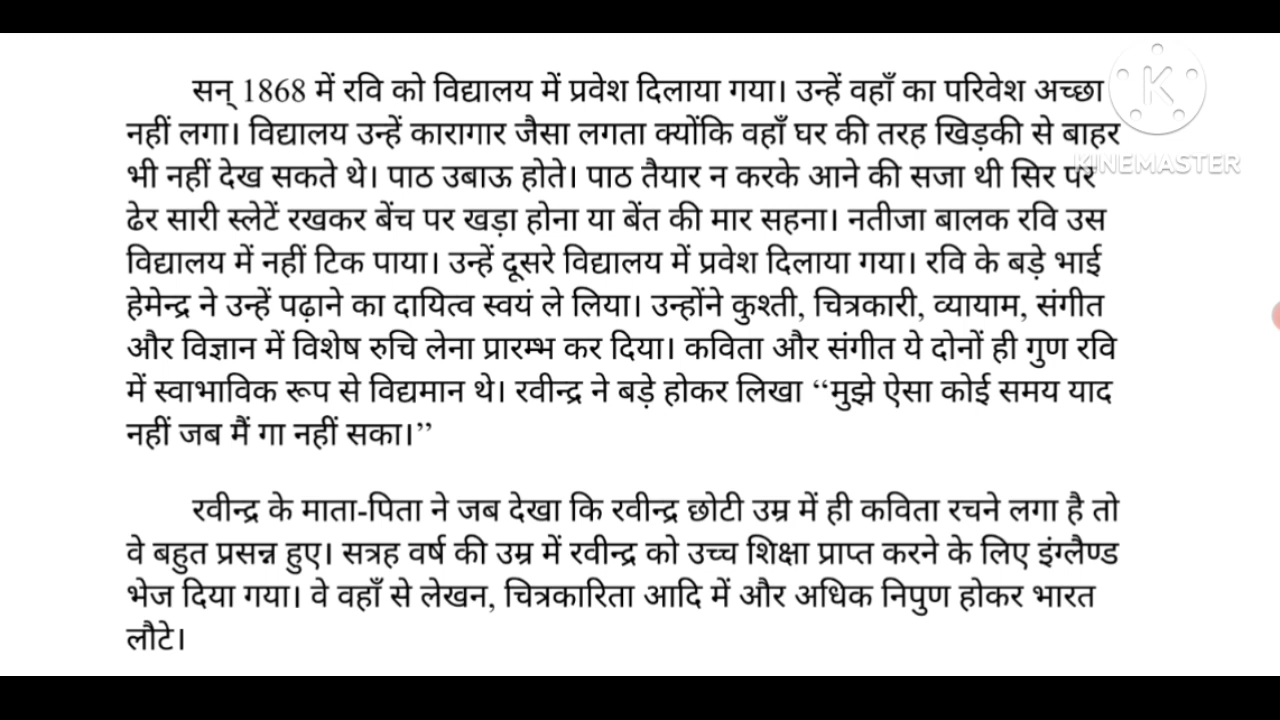 सन् 1868 में रवि को विद्यालय में प्रवेश दिलाया गया। उन्हें वहाँ का परिवेश अच्छा
नहीं लगा। विद्यालय उन्हें कारागार जैसा लगता क्योंकि वहाँ घर की तरह खिड़की से बाहर
भी नहीं देख सकते थे। पाठ उबाऊ होते। पाठ तैयार न करके आने की सजा थी सिर पर
ढेर सारी स्लेटें रखकर बेंच पर खड़ा होना या बेंत की मार सहना। नतीजा बालक रवि उस
विद्यालय में नहीं टिक पाया। उन्हें दूसरे विद्यालय में प्रवेश दिलाया गया। रवि के बड़े भाई
हेमेन्द्र ने उन्हें पढ़ाने का दायित्व स्वयं ले लिया। उन्होंने कुश्ती, चित्रकारी, व्यायाम, संगीत
और विज्ञान में विशेष रुचि लेना प्रारम्भ कर दिया। कविता और संगीत ये दोनों ही गुण रवि
में स्वाभाविक रूप से विद्यमान थे। रवीन्द्र ने बड़े होकर लिखा “मुझे ऐसा कोई समय याद
नहीं जब मैं गा नहीं सका।”
रवीन्द्र के माता-पिता ने जब देखा कि रवीन्द्र छोटी उम्र में ही कविता रचने लगा है तो
वे बहुत प्रसन्न हुए। सत्रह वर्ष की उम्र में रवीन्द्र को उच्च शिक्षा प्राप्त करने के लिए इंग्लैण्ड
भेज दिया गया। वे वहाँ से लेखन, चित्रकारिता आदि में और अधिक निपुण होकर भारत
लौटे।
K
KINEMASTER